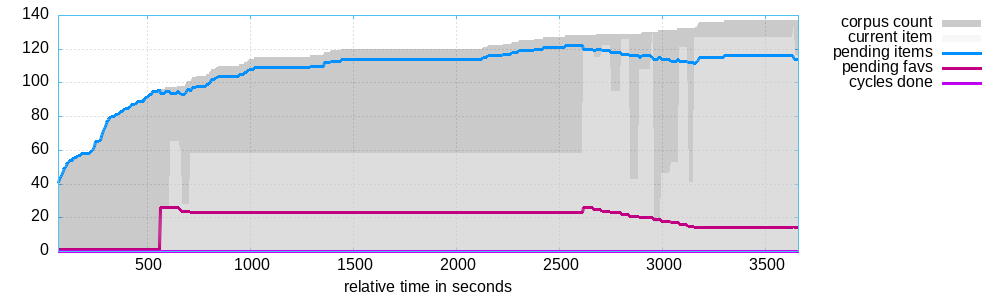 140
120
100
80
60
40
20
0
500 1000 1500 2000 2500 3000 3500
relative time in seconds
corpus count
current item
pending items
pending favs
cycles done